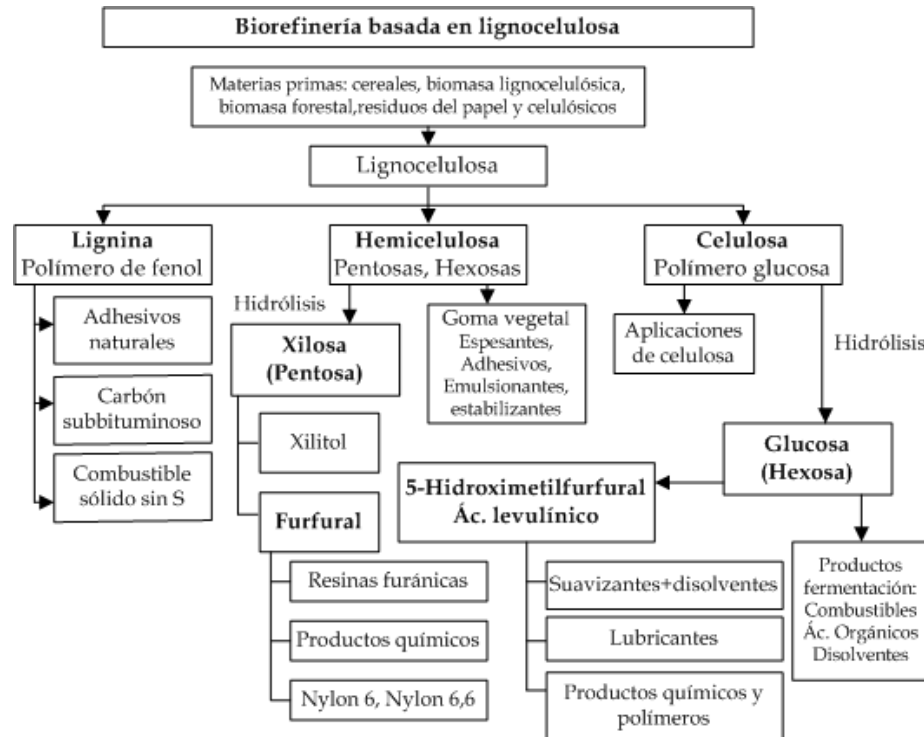 Biorefinería basada en lignocelulosa
Materias primas: cereales, biomasa lignocelulósica,
biomasa forestal,residuos del papel y celulósicos
Lignocelulosa
Lignina
Polímero de fenol
Hemicelulosa
Pentosas, Hexosas
Celulosa
Polímero glucosa
Adhesivos
naturales
Carbón
subbituminoso
Combustible
sólido sin S
Hidrólisis
Xilosa
(Pentosa)
Goma vegetal
Espesantes,
Adhesivos,
Emulsionantes,
estabilizantes
Aplicaciones
de celulosa
Hidrólisis
Xilitol
Furfural
Resinas furánicas
Productos químicos
Nylon 6, Nylon 6,6
Glucosa
(Hexosa)
5-Hidroximetilfurfural
Ác. levulínico
Suavizantes+disolventes
Lubricantes
Productos químicos y
polímeros
Productos
fermentación:
Combustibles
Ác. Orgánicos
Disolventes